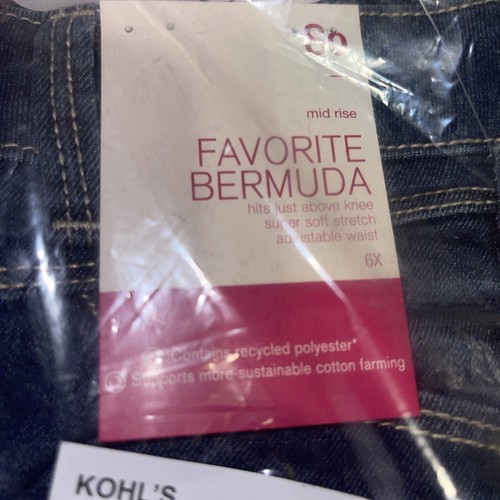 So
mid rise
FAVORITE
BERMUDA
hits just above knee
super soft stretch
adjustable waist
6X
Contains recycled polyester*
Supports more-sustainable cotton farming
KOHL'S